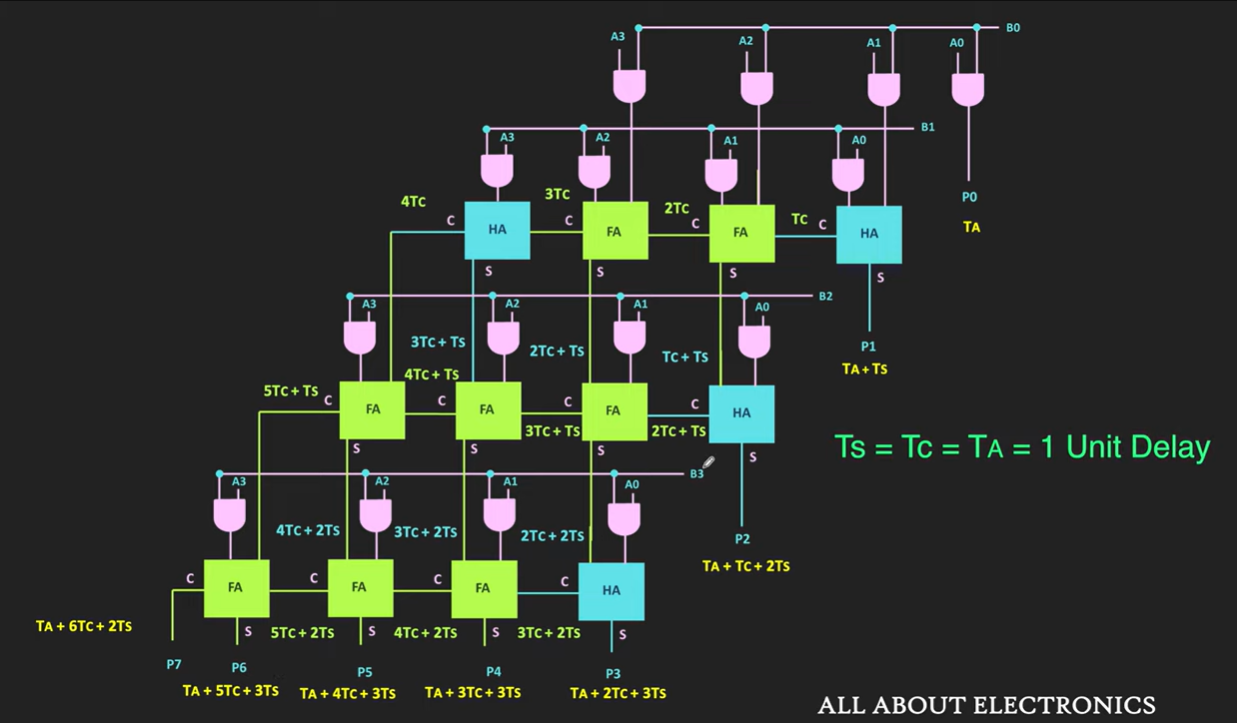 B0
A3
A2
A1
A0
B1
A3
A2
A1
A0
P0
TA
4Tc
3Tc
2Tc
Tc
C
HA
C
FA
C
FA
C
HA
S
S
S
S
B2
A3
A2
A1
A0
P1
TA + Ts
3Tc + Ts
2Tc + Ts
Tc + Ts
5Tc + Ts
4Tc + Ts
C
FA
C
FA
C
FA
C
HA
3Tc + Ts
2Tc + Ts
Ts = Tc = TA = 1 Unit Delay
S
S
S
S
B3
A3
A2
A1
A0
4Tc + 2Ts
3Tc + 2Ts
2Tc + 2Ts
P2
TA + Tc + 2Ts
C
FA
C
FA
C
FA
C
HA
TA + 6Tc + 2Ts
S
5Tc + 2Ts
S
4Tc + 2Ts
S
3Tc + 2Ts
S
P7
P6
P5
P4
P3
TA + 5Tc + 3Ts
TA + 4Tc + 3Ts
TA + 3Tc + 3Ts
TA + 2Tc + 3Ts
ALL ABOUT ELECTRONICS